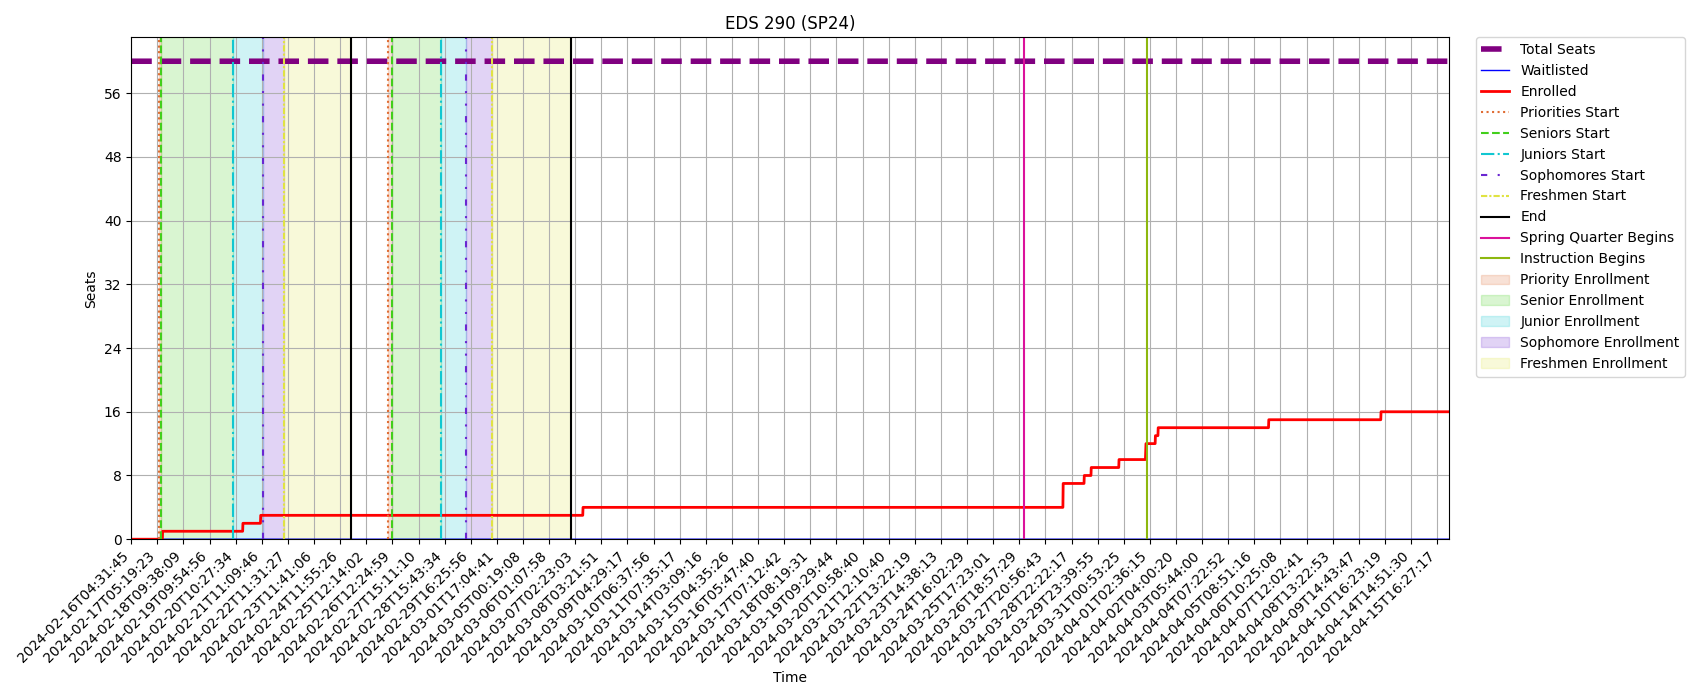 EDS 290 (SP24)
Seats
56
48
40
32
24
16
8
0
2024-02-16T04:31:45
2024-02-17T05:19:23
2024-02-18T09:38:09
2024-02-19T09:54:56
2024-02-20T10:27:34
2024-02-21T11:09:46
2024-02-22T11:31:27
2024-02-23T11:41:06
2024-02-24T11:55:26
2024-02-25T12:14:02
2024-02-26T12:24:59
2024-02-27T15:11:10
2024-02-28T15:43:34
2024-02-29T16:25:56
2024-03-01T17:04:41
2024-03-05T00:19:08
2024-03-06T01:07:58
2024-03-07T02:23:03
2024-03-08T03:21:51
2024-03-09T04:29:17
2024-03-10T06:37:56
2024-03-11T07:35:17
2024-03-14T03:09:16
2024-03-15T04:35:26
2024-03-16T05:47:40
2024-03-17T07:12:42
2024-03-18T08:19:31
2024-03-19T09:29:44
2024-03-20T10:58:40
2024-03-21T12:10:40
2024-03-22T13:22:19
2024-03-23T14:38:13
2024-03-24T16:02:29
2024-03-25T17:23:01
2024-03-26T18:57:29
2024-03-27T20:56:43
2024-03-28T22:22:17
2024-03-29T23:39:55
2024-03-31T00:53:25
2024-04-01T02:36:15
2024-04-02T04:00:20
2024-04-03T05:44:00
2024-04-04T07:22:52
2024-04-05T08:51:16
2024-04-06T10:25:08
2024-04-07T12:02:41
2024-04-08T13:22:53
2024-04-09T14:43:47
2024-04-10T16:23:19
2024-04-14T14:51:30
2024-04-15T16:27:17
Time
Total Seats
Waitlisted
Enrolled
Priorities Start
Seniors Start
Juniors Start
Sophomores Start
Freshmen Start
End
Spring Quarter Begins
Instruction Begins
Priority Enrollment
Senior Enrollment
Junior Enrollment
Sophomore Enrollment
Freshmen Enrollment